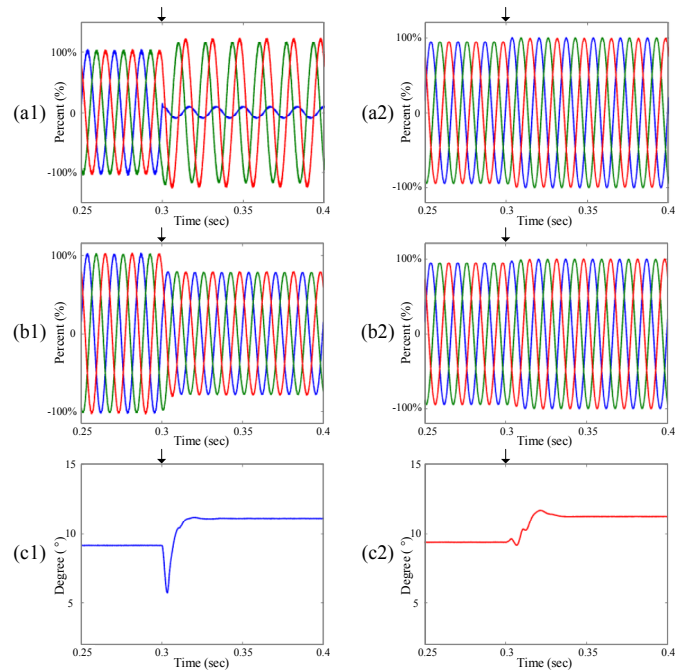 (a1)
Percent (%)
100%
0
-100%
0.25
0.3
0.35
0.4
Time (sec)
(a2)
Percent (%)
100%
0
-100%
0.25
0.3
0.35
0.4
Time (sec)
(b1)
Percent (%)
100%
0
-100%
0.25
0.3
0.35
0.4
Time (sec)
(b2)
Percent (%)
100%
0
-100%
0.25
0.3
0.35
0.4
Time (sec)
(c1)
Degree ( °)
15
10
5
0.25
0.3
0.35
0.4
Time (sec)
(c2)
Degree ( °)
15
10
5
0.25
0.3
0.35
0.4
Time (sec)